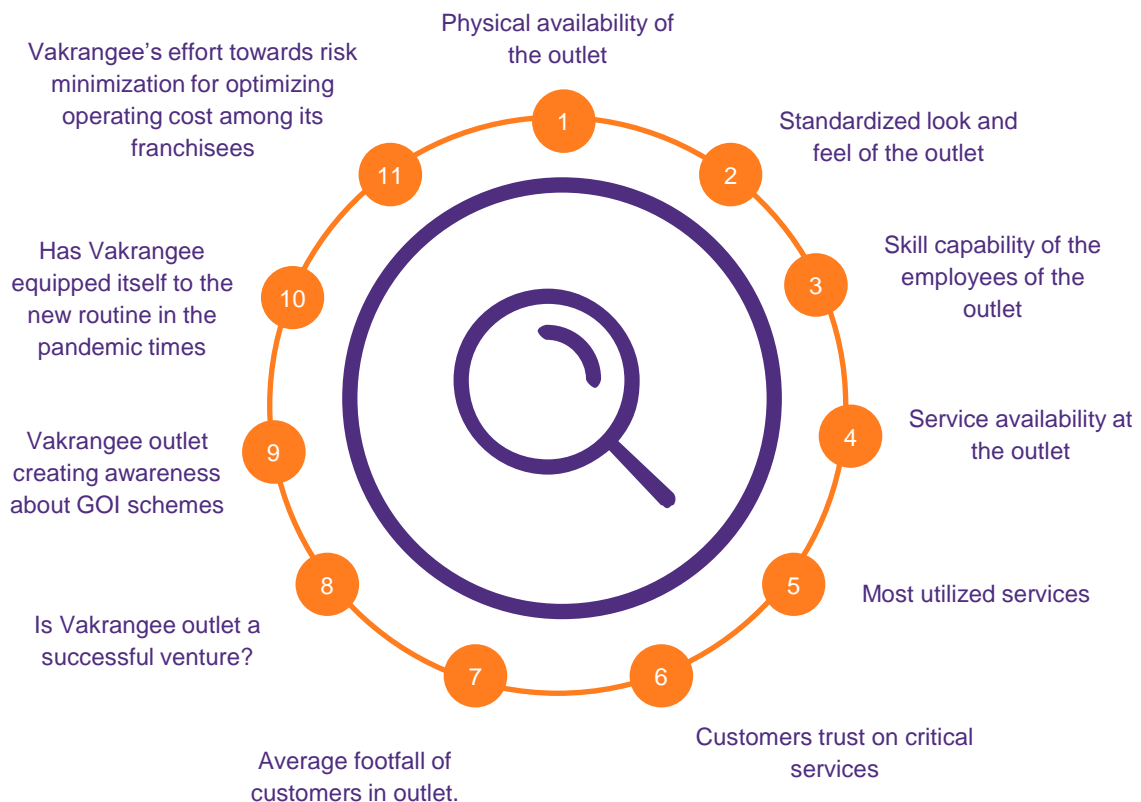 1
Physical availability of
the outlet
2
Standardized look and
feel of the outlet
3
Skill capability of the
employees of the
outlet
4
Service availability at
the outlet
5
Most utilized services
6
Customers trust on critical
services
7
Average footfall of
customers in outlet.
8
Is Vakrangee outlet a
successful venture?
9
Vakrangee outlet
creating awareness
about GOI schemes
10
Has Vakrangee
equipped itself to the
new routine in the
pandemic times
11
Vakrangee’s effort towards risk
minimization for optimizing
operating cost among its
franchisees